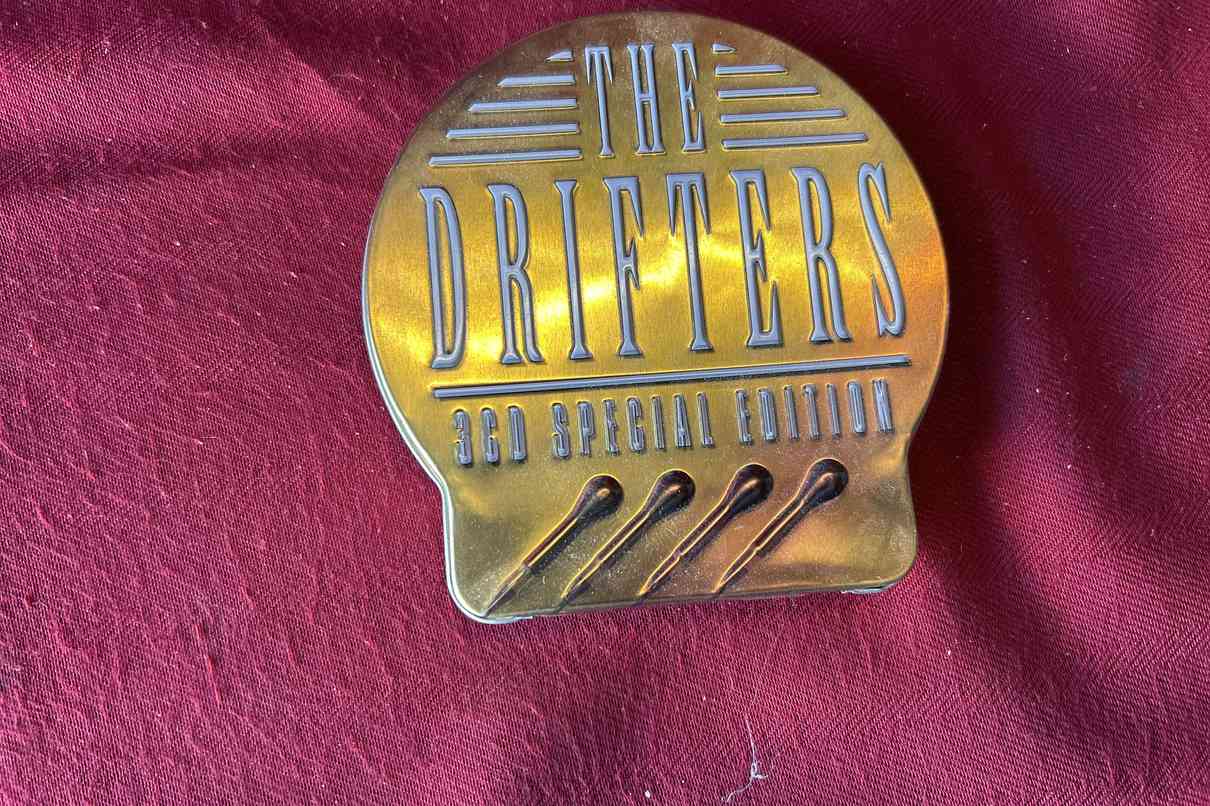 THE
DRIFTERS
3CD SPECIAL EDITION